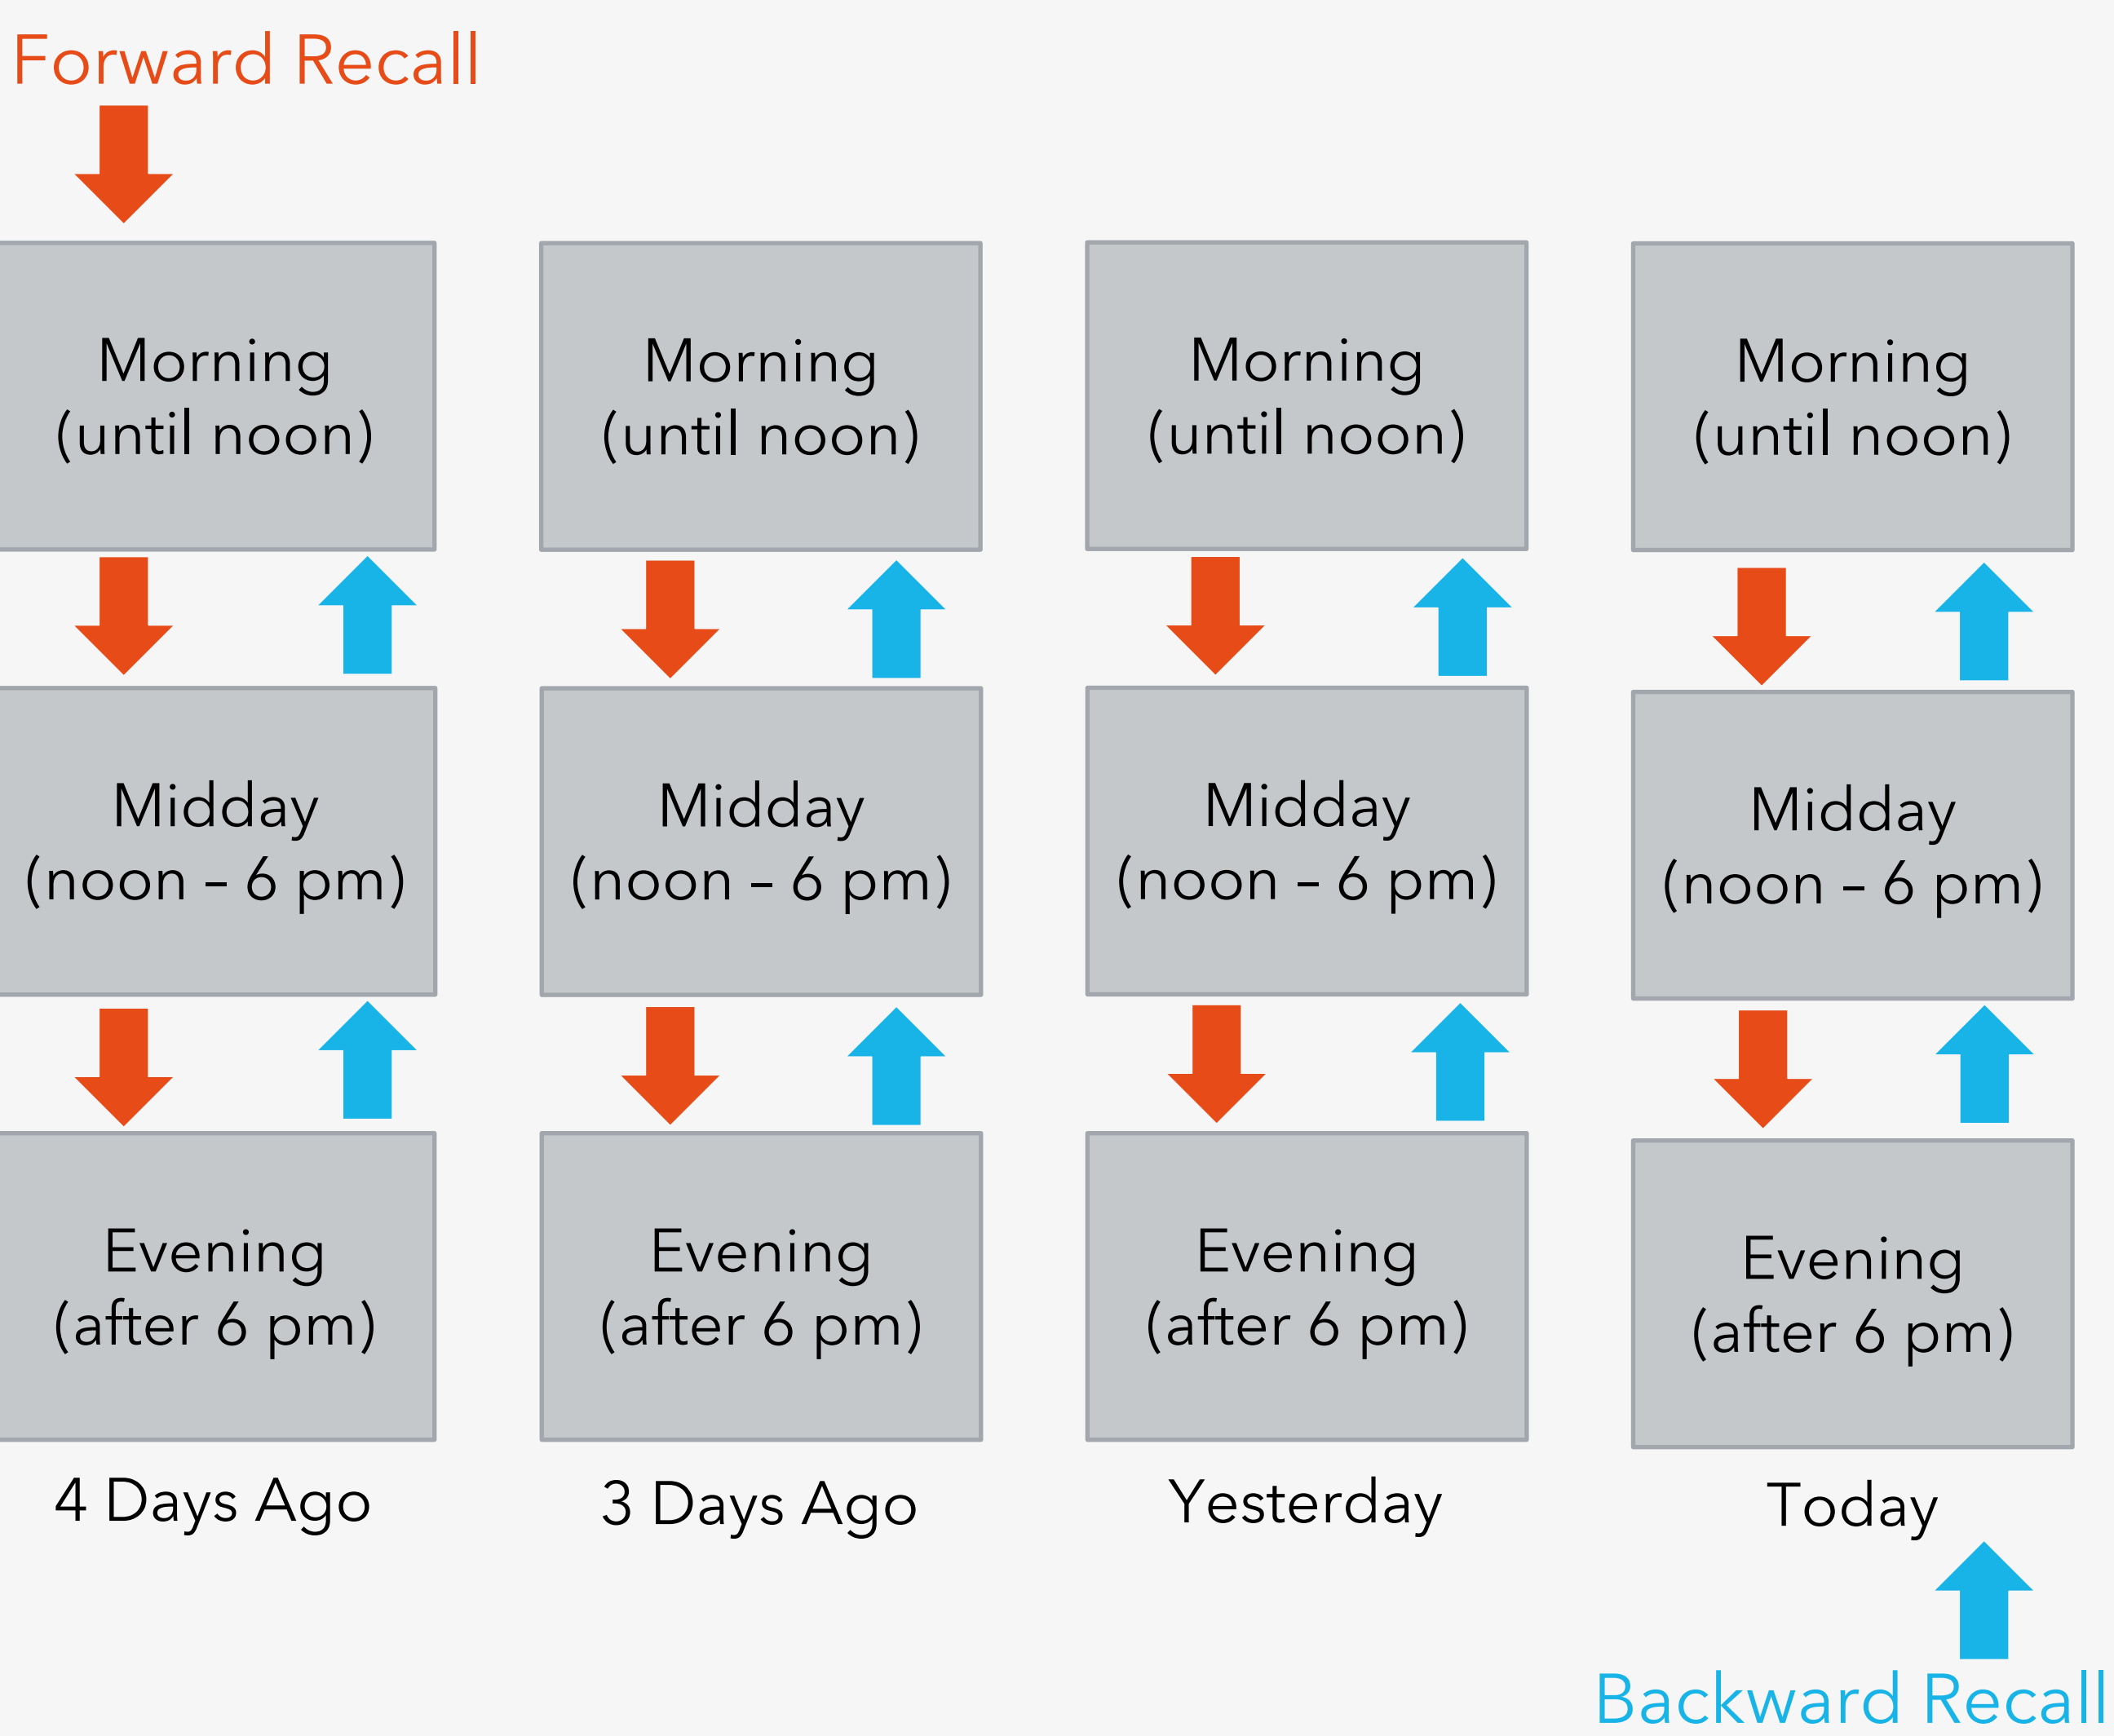 Forward Recall
Morning
(until noon)
Midday
(noon – 6 pm)
Evening
(after 6 pm)
4 Days Ago
Morning
(until noon)
Midday
(noon – 6 pm)
Evening
(after 6 pm)
3 Days Ago
Morning
(until noon)
Midday
(noon – 6 pm)
Evening
(after 6 pm)
Yesterday
Morning
(until noon)
Midday
(noon – 6 pm)
Evening
(after 6 pm)
Today
Backward Recall